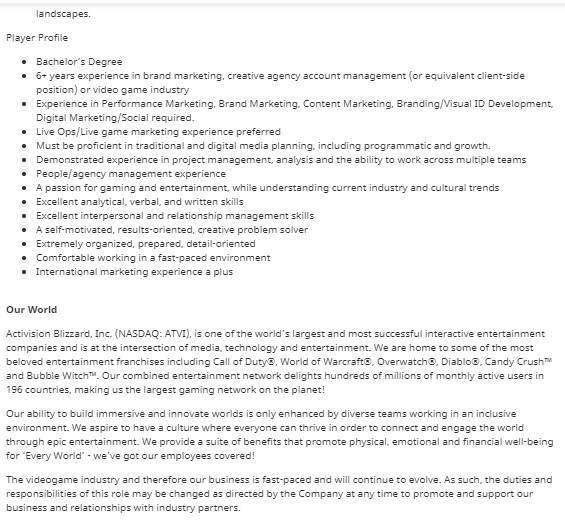 landscapes.
Player Profile
• Bachelor's Degree
• 6+ years experience in brand marketing, creative agency account management (or equivalent client-side
position) or video game industry
• Experience in Performance Marketing, Brand Marketing, Content Marketing, Branding/Visual ID Development,
Digital Marketing/Social required.
• Live Ops/Live game marketing experience preferred
• Must be proficient in traditional and digital media planning, including programmatic and growth.
• Demonstrated experience in project management, analysis and the ability to work across multiple teams
• People/agency management experience
• A passion for gaming and entertainment, while understanding current industry and cultural trends
• Excellent analytical, verbal, and written skills
• Excellent interpersonal and relationship management skills
• A self-motivated, results-oriented, creative problem solver
• Extremely organized, prepared, detail-oriented
• Comfortable working in a fast-paced environment
• International marketing experience a plus
Our World
Activision Blizzard, Inc. (NASDAQ: ATVI), is one of the world's largest and most successful interactive entertainment
companies and is at the intersection of media, technology and entertainment. We are home to some of the most
beloved entertainment franchises including Call of Duty®, World of Warcraft®, Overwatch®, Diablo®, Candy Crush™
and Bubble Witch™. Our combined entertainment network delights hundreds of millions of monthly active users in
196 countries, making us the largest gaming network on the planet!
Our ability to build immersive and innovate worlds is only enhanced by diverse teams working in an inclusive
environment. We aspire to have a culture where everyone can thrive in order to connect and engage the world
through epic entertainment. We provide a suite of benefits that promote physical, emotional and financial well-being
for 'Every World' - we've got our employees covered!
The videogame industry and therefore our business is fast-paced and will continue to evolve. As such, the duties and
responsibilities of this role may be changed as directed by the Company at any time to promote and support our
business and relationships with industry partners.